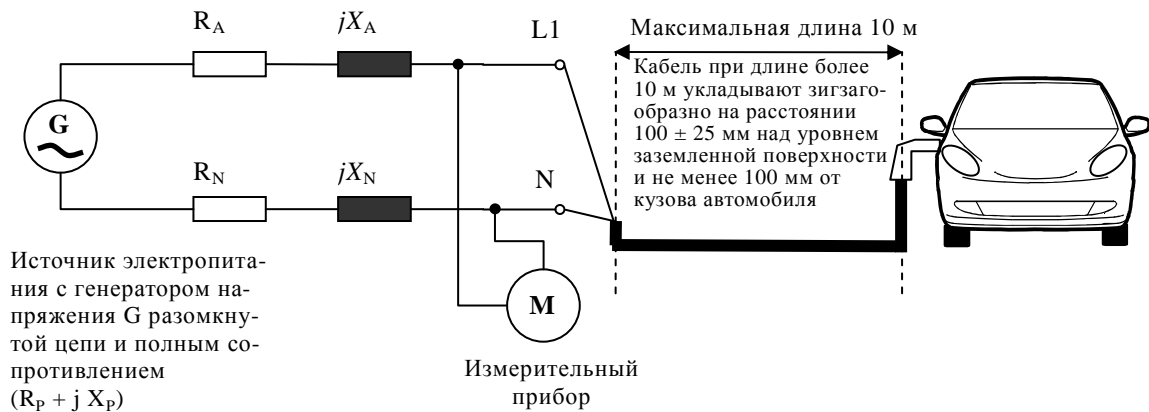 R_A
jX_A
L1
Максимальная длина 10 м
Кабель при длине более
10 м укладывают зигзаго-
образно на расстоянии
100 ± 25 мм над уровнем
заземленной поверхности
и не менее 100 мм от
кузова автомобиля
G
R_N
jX_N
N
M
Источник электропита-
ния с генератором на-
пряжения G разомкну-
той цепи и полным со-
противлением
(R_P + j X_P)
Измерительный
прибор